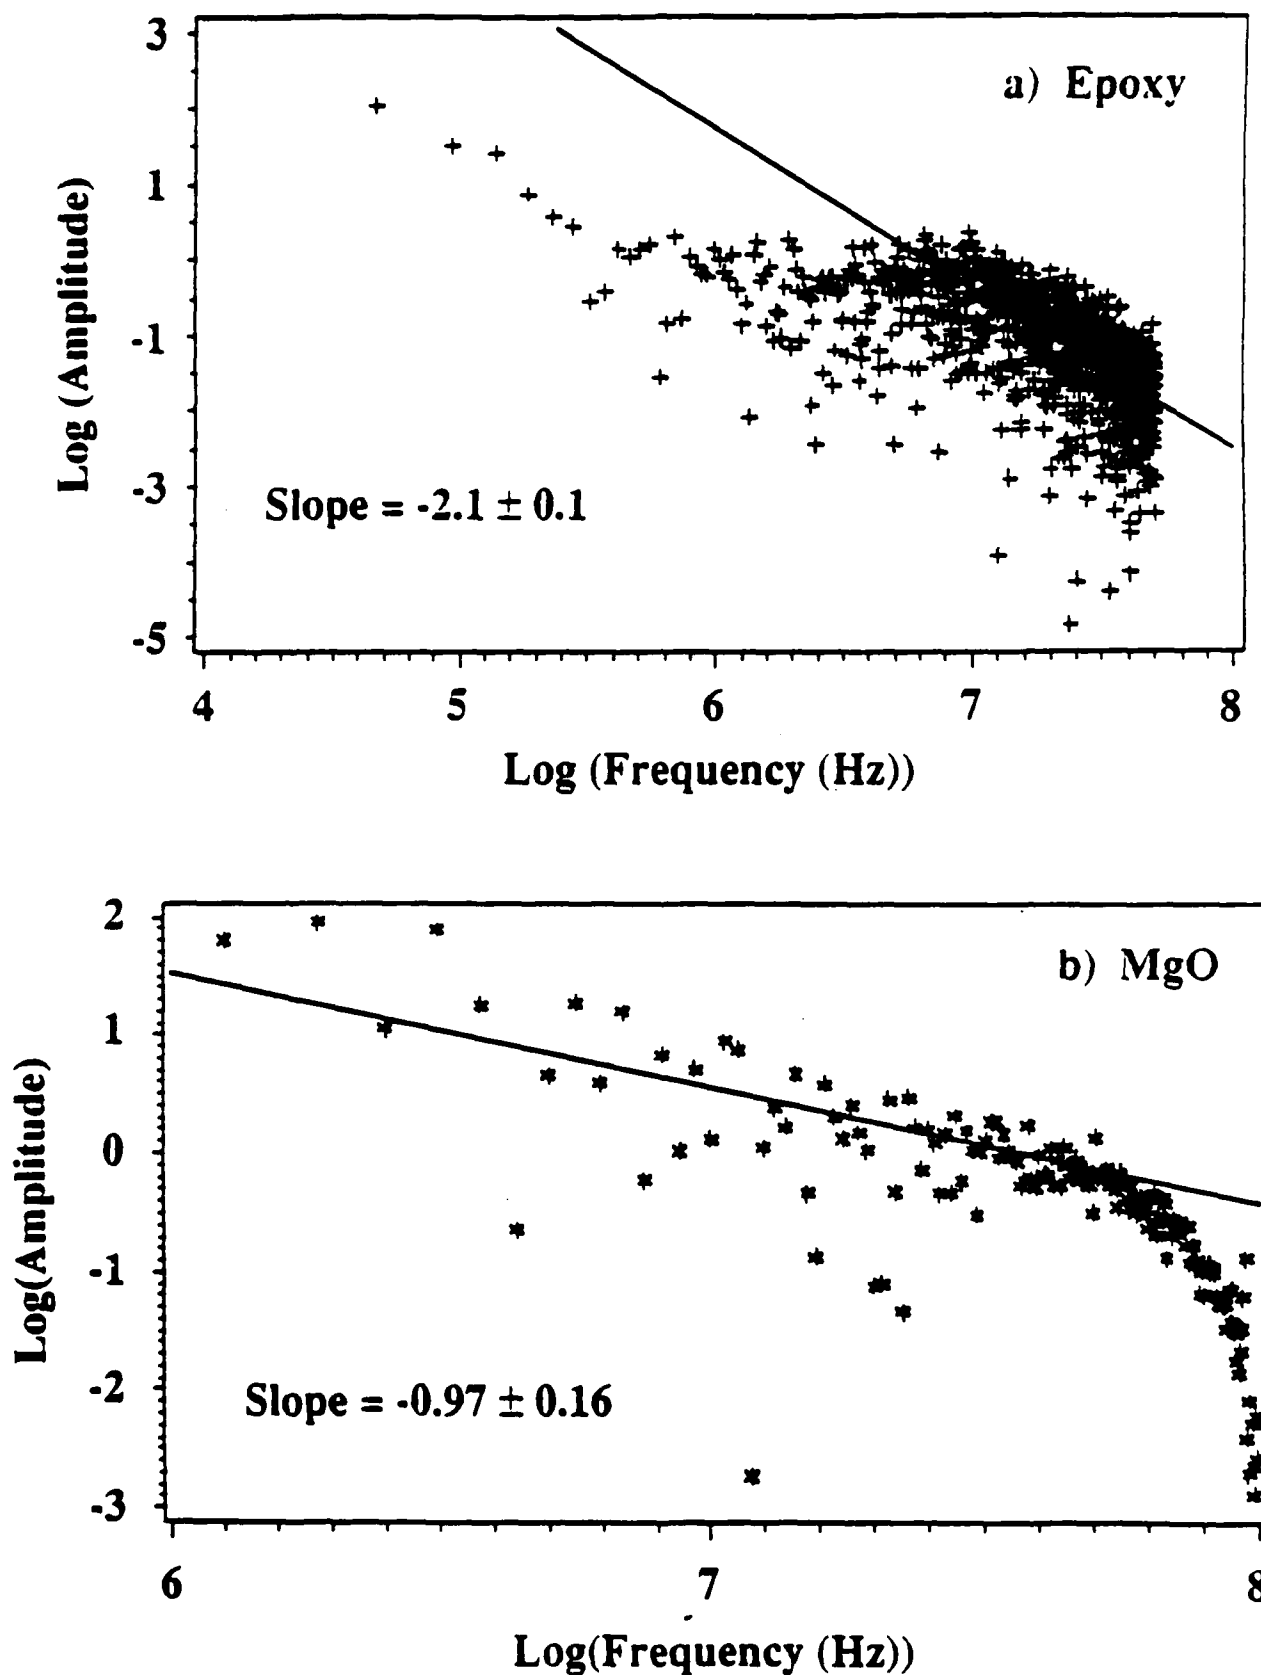 3
a) Epoxy
1
-1
-3
-5
Log (Amplitude)
Slope = -2.1 ± 0.1
4 5 6 7 8
Log (Frequency (Hz))
2
b) MgO
1
0
-1
-2
-3
Log(Amplitude)
Slope = -0.97 ± 0.16
6 7 8
Log(Frequency (Hz))